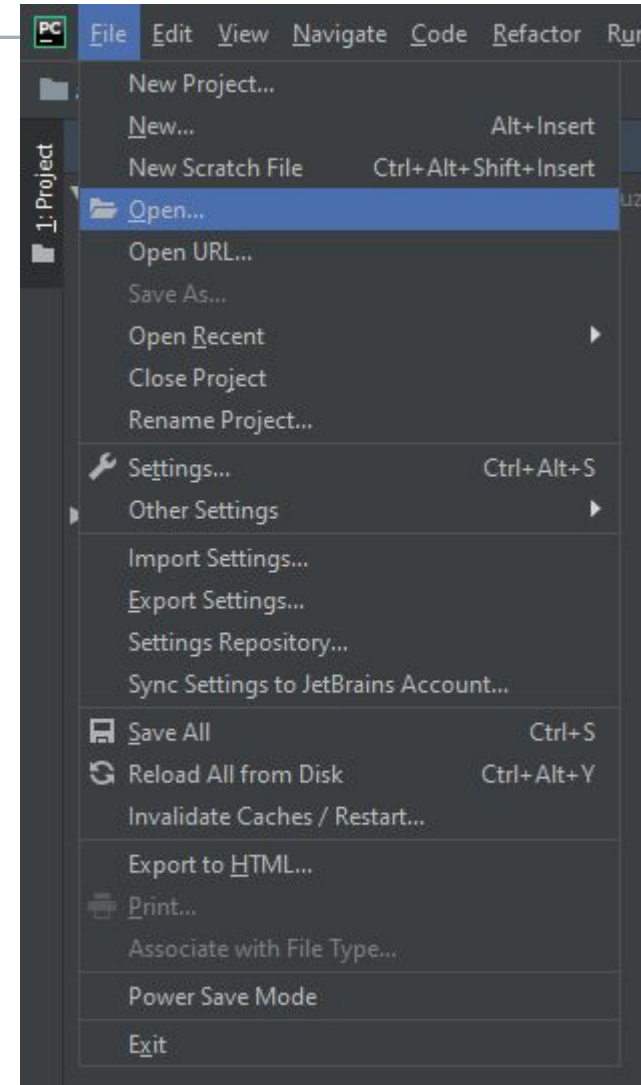 PC File Edit View Navigate Code Refactor
1: Project
New Project...
New... Alt+Insert
New Scratch File Ctrl+Alt+Shift+Insert
Open...
Open URL...
Save As...
Open Recent
Close Project
Rename Project...
Settings... Ctrl+Alt+S
Other Settings
Import Settings...
Export Settings...
Settings Repository...
Sync Settings to JetBrains Account...
Save All Ctrl+S
Reload All from Disk Ctrl+Alt+Y
Invalidate Caches / Restart...
Export to HTML...
Print...
Associate with File Type...
Power Save Mode
Exit